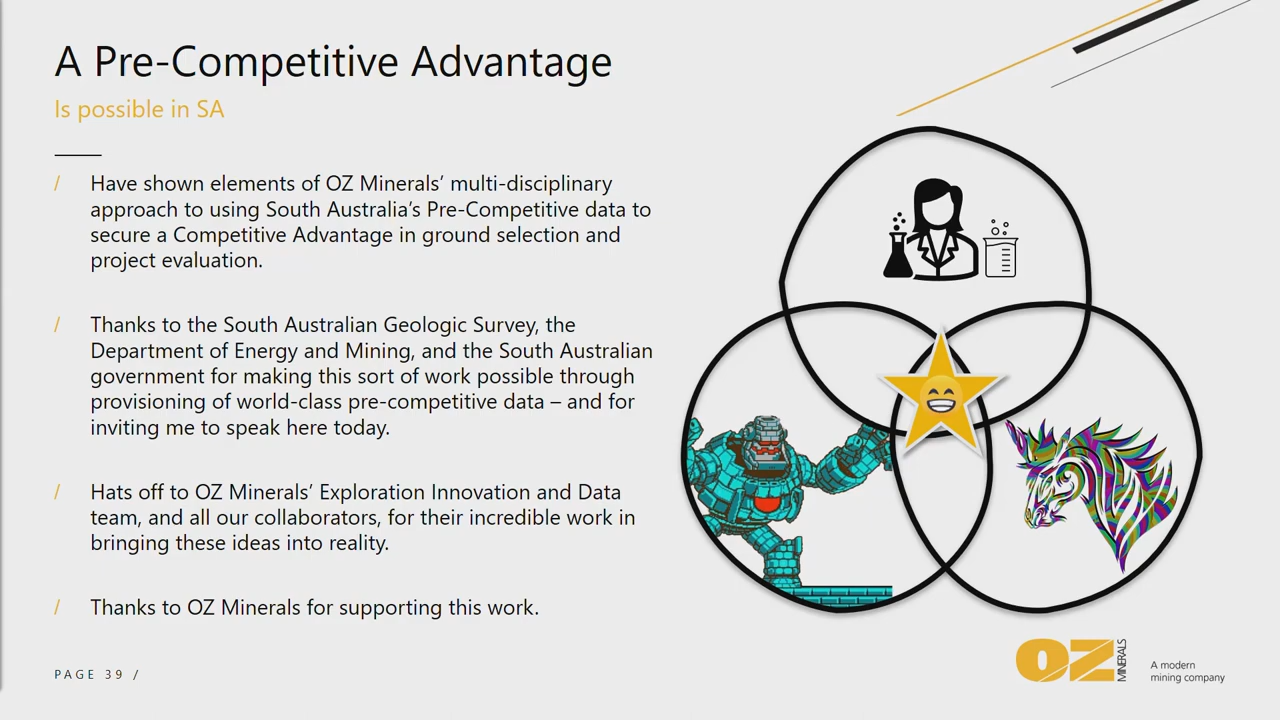 A Pre-Competitive Advantage
Is possible in SA
/ Have shown elements of OZ Minerals’ multi-disciplinary
approach to using South Australia’s Pre-Competitive data to
secure a Competitive Advantage in ground selection and
project evaluation.
/ Thanks to the South Australian Geologic Survey, the
Department of Energy and Mining, and the South Australian
government for making this sort of work possible through
provisioning of world-class pre-competitive data – and for
inviting me to speak here today.
/ Hats off to OZ Minerals’ Exploration Innovation and Data
team, and all our collaborators, for their incredible work in
bringing these ideas into reality.
/ Thanks to OZ Minerals for supporting this work.
PAGE 39 /
OZ MINERALS
A modern
mining company